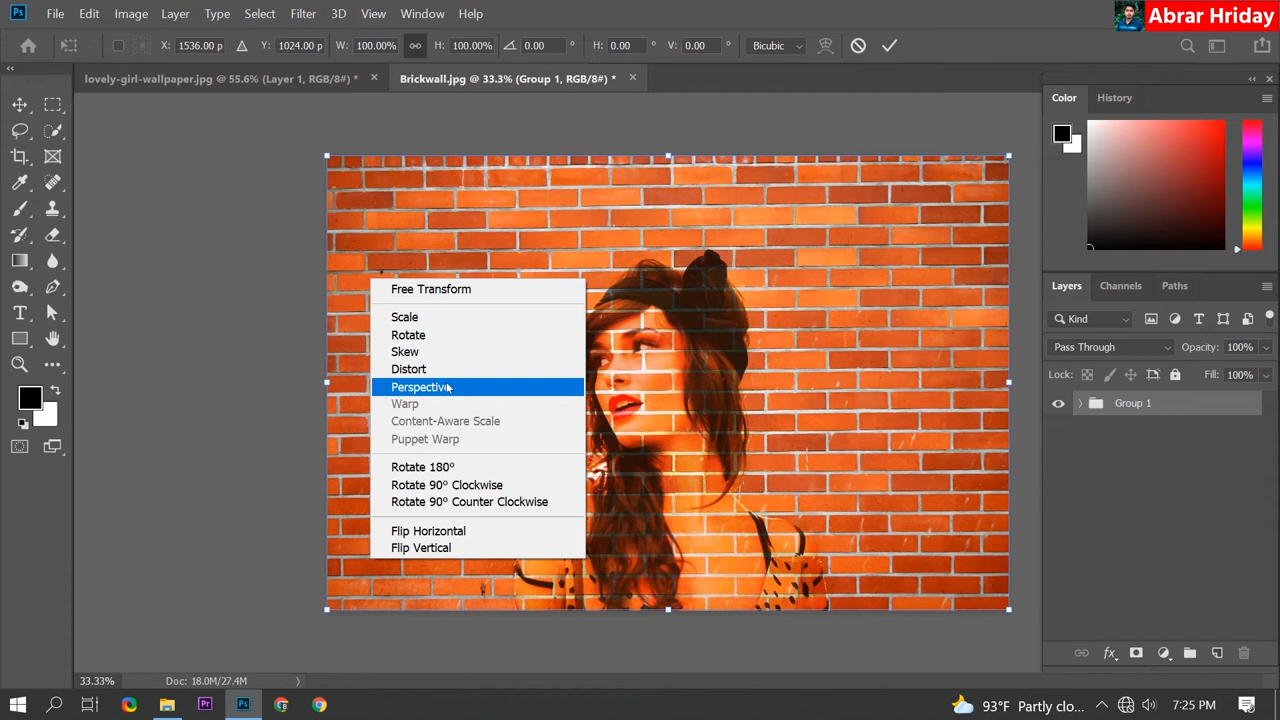 Ps File Edit Image Layer Type Select Filter 3D View Window Help
Abrar Hriday
X: 1536.00 p Y: 1024.00 p W: 100.00% H: 100.00% 0.00 ° H: 0.00 ° V: 0.00 ° Bicubic
lovely-girl-wallpaper.jpg @ 55.6% (Layer 1, RGB/8#) *
Brickwall.jpg @ 33.3% (Group 1, RGB/8#) *
Color History
Free Transform
Scale
Rotate
Skew
Distort
Perspective
Warp
Content-Aware Scale
Puppet Warp
Rotate 180°
Rotate 90° Clockwise
Rotate 90° Counter Clockwise
Flip Horizontal
Flip Vertical
Layers Channels Paths
Kind
Pass Through Opacity: 100%
Lock: Fill: 100%
Group 1
33.33% Doc: 18.0M/27.4M
Pr Ps 93°F Partly clo... 7:25 PM